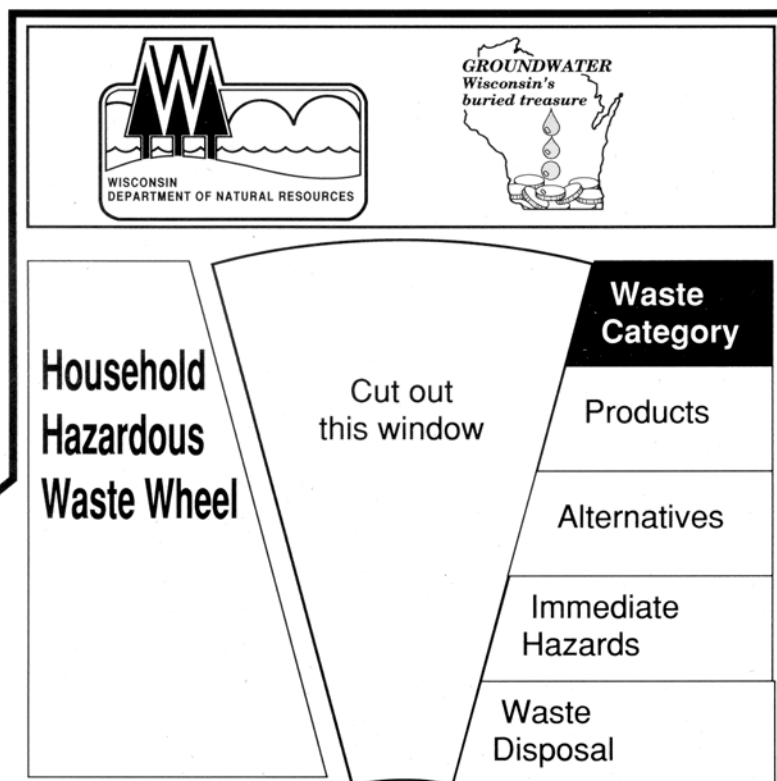 WISCONSIN
DEPARTMENT OF NATURAL RESOURCES
GROUNDWATER
Wisconsin's
buried treasure
Household
Hazardous
Waste Wheel
Cut out
this window
Waste
Category
Products
Alternatives
Immediate
Hazards
Waste
Disposal